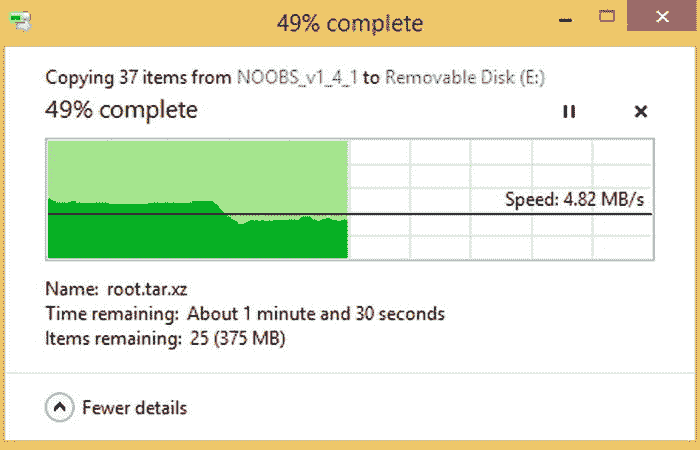 49% complete
Copying 37 items from NOOBS_v1_4_1 to Removable Disk (E:)
49% complete
Speed: 4.82 MB/s
Name: root.tar.xz
Time remaining: About 1 minute and 30 seconds
Items remaining: 25 (375 MB)
Fewer details